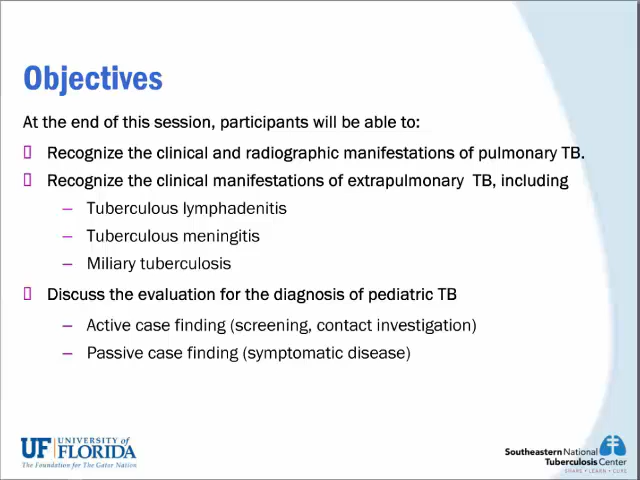 Objectives
At the end of this session, participants will be able to:
Recognize the clinical and radiographic manifestations of pulmonary TB.
Recognize the clinical manifestations of extrapulmonary TB, including
– Tuberculous lymphadenitis
– Tuberculous meningitis
– Miliary tuberculosis
Discuss the evaluation for the diagnosis of pediatric TB
– Active case finding (screening, contact investigation)
– Passive case finding (symptomatic disease)
UF UNIVERSITY of FLORIDA
The Foundation for The Gator Nation
Southeastern National
Tuberculosis Center
SHARE • LEARN • CURE